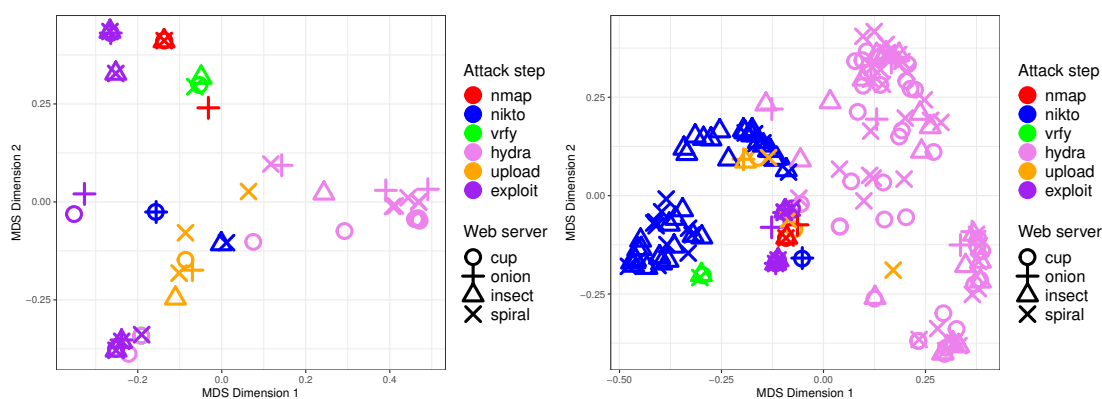 MDS Dimension 2
0.25
0.00
−0.25
−0.2
0.0
0.2
0.4
MDS Dimension 1
Attack step
nmap
nikto
vrfy
hydra
upload
exploit
Web server
cup
onion
insect
spiral
MDS Dimension 2
0.25
0.00
−0.25
−0.50
−0.25
0.00
0.25
MDS Dimension 1
Attack step
nmap
nikto
vrfy
hydra
upload
exploit
Web server
cup
onion
insect
spiral